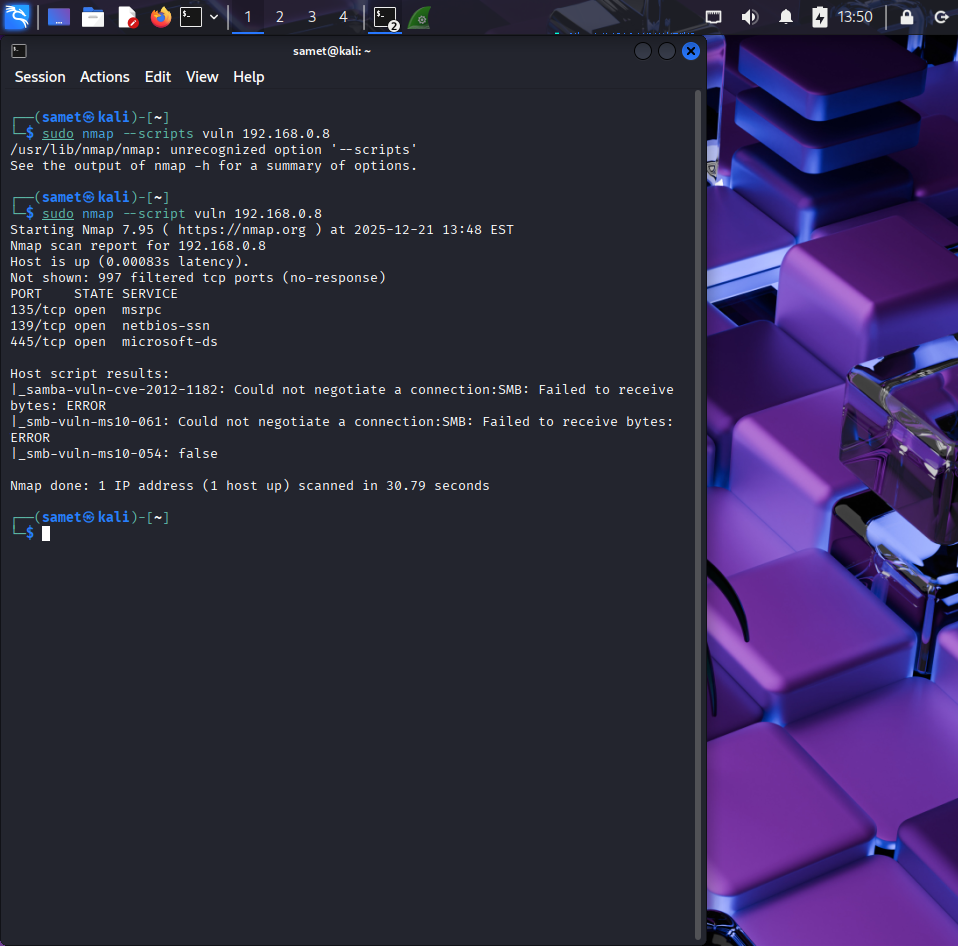 1 2 3 4 2 13:50
samet@kali: ~
Session Actions Edit View Help
┌──(samet㉿kali)-[~]
└─$ sudo nmap --scripts vuln 192.168.0.8
/usr/lib/nmap/nmap: unrecognized option '--scripts'
See the output of nmap -h for a summary of options.
┌──(samet㉿kali)-[~]
└─$ sudo nmap --script vuln 192.168.0.8
Starting Nmap 7.95 ( https://nmap.org ) at 2025-12-21 13:48 EST
Nmap scan report for 192.168.0.8
Host is up (0.00083s latency).
Not shown: 997 filtered tcp ports (no-response)
PORT    STATE SERVICE
135/tcp open  msrpc
139/tcp open  netbios-ssn
445/tcp open  microsoft-ds
Host script results:
|_samba-vuln-cve-2012-1182: Could not negotiate a connection:SMB: Failed to receive
bytes: ERROR
|_smb-vuln-ms10-061: Could not negotiate a connection:SMB: Failed to receive bytes:
ERROR
|_smb-vuln-ms10-054: false
Nmap done: 1 IP address (1 host up) scanned in 30.79 seconds
┌──(samet㉿kali)-[~]
└─$